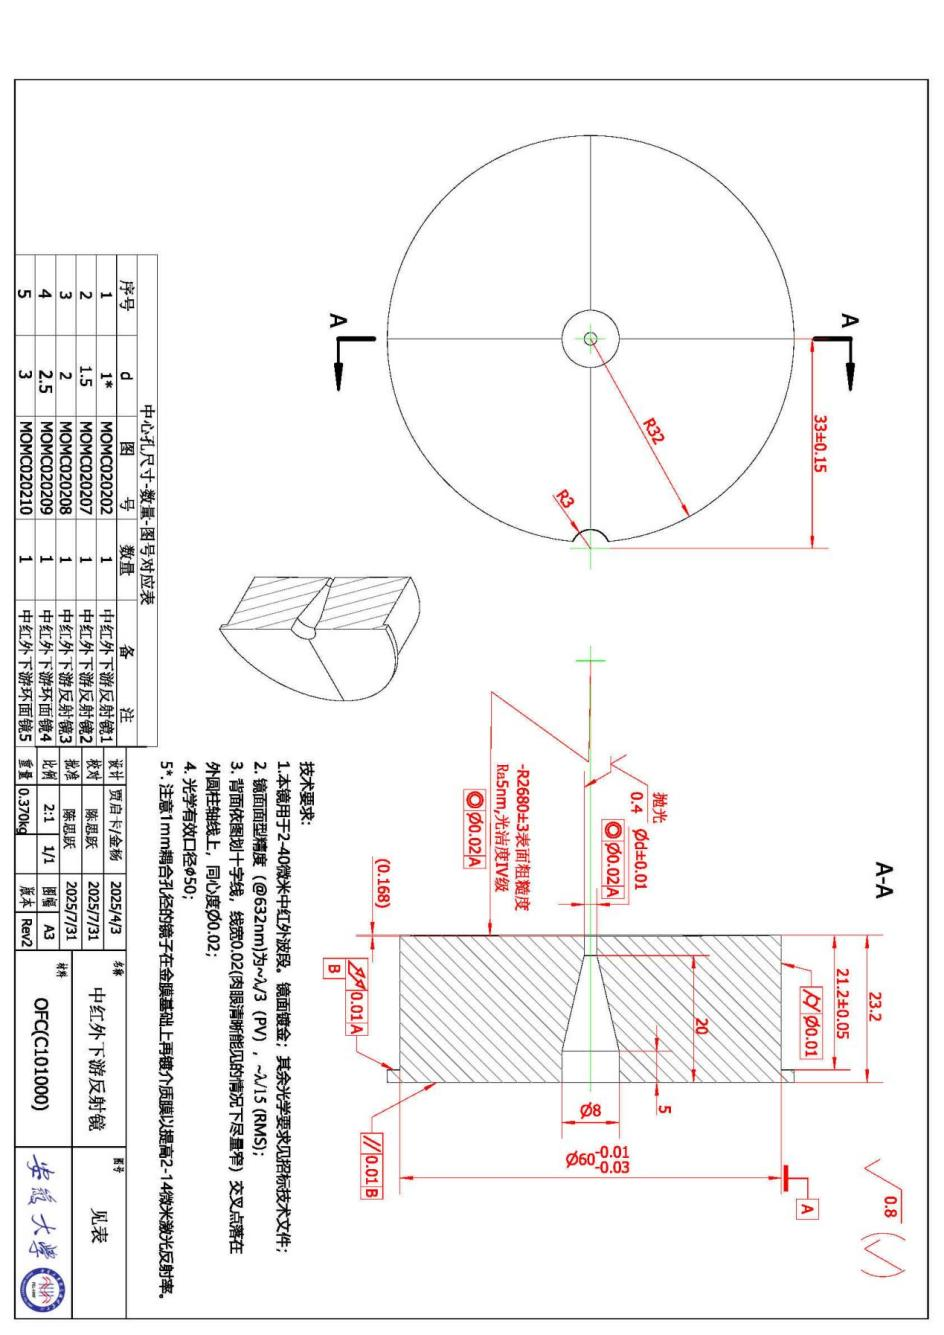 A
A
33±0.15
R32
R3
A-A
23.2
21.2±0.05
⌭ Ø0.01
20
5
Ø8
Ø60 -0.01 -0.03
A
0.8
抛光
0.4
Ød±0.01
◎ Ø0.02 A
-R2680±3表面粗糙度
Ra5nm,光洁度IV级
◎ Ø0.02 A
(0.168)
0.01 A
B
// 0.01 B
技术要求:
1.本镜用于2-40微米中红外波段。镜面镀金；其余光学要求见招标技术文件；
2. 镜面面型精度（@632nm)为~λ/3（PV），~λ/15 (RMS);
3. 背面依图划十字线，线宽0.02(肉眼清晰能见的情况下尽量窄）交叉点落在
外圆柱轴线上，同心度Ø0.02;
4. 光学有效口径Φ50;
5*. 注意1mm耦合孔径的镜子在金膜基础上再镀介质膜以提高2-14微米激光反射率。
中心孔尺寸-数量-图号对应表
序号 d 图 号 数量 备 注
1 1* MOMC020202 1 中红外下游反射镜1
2 1.5 MOMC020207 1 中红外下游反射镜2
3 2 MOMC020208 1 中红外下游反射镜3
4 2.5 MOMC020209 1 中红外下游环面镜4
5 3 MOMC020210 1 中红外下游环面镜5
设计 贾启卡/金杨 2025/4/3
校对 陈思跃 2025/7/31
批准 陈思跃 2025/7/31
比例 2:1 1/1 图幅 A3
重量 0.370kg 版本 Rev2
名称
中红外下游反射镜
材料
OFC(C101000)
图号
见表
安徽大学